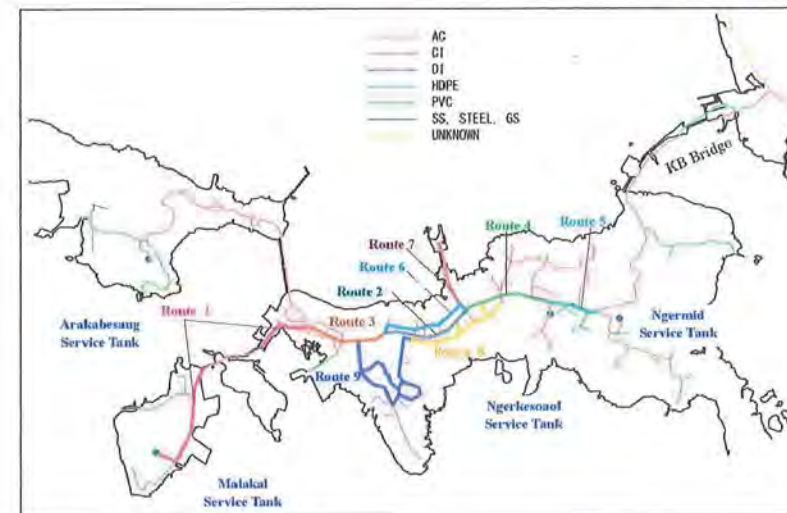 AC
CI
DI
HDPE
PVC
SS, STEEL, GS
UNKNOWN
KB Bridge
Route 7
Route 4
Route 5
Route 6
Route 2
Route 1
Route 3
Route 8
Route 9
Arakabesang
Service Tank
Ngermid
Service Tank
Ngerkesoaol
Service Tank
Malakal
Service Tank